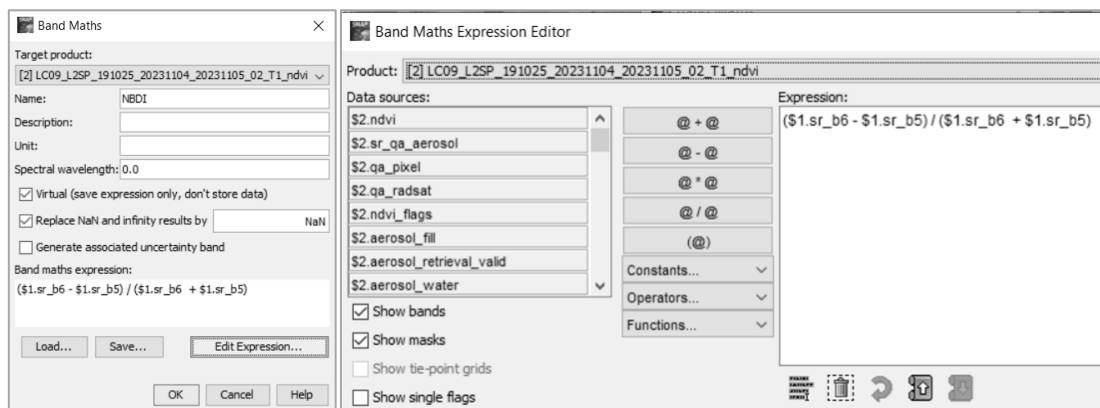 Band Maths
Target product:
[2] LC09_L2SP_191025_20231104_20231105_02_T1_ndvi
Name: NBDI
Description:
Unit:
Spectral wavelength: 0.0
Virtual (save expression only, don't store data)
Replace NaN and infinity results by NaN
Generate associated uncertainty band
Band maths expression:
($1.sr_b6 - $1.sr_b5) / ($1.sr_b6 + $1.sr_b5)
Load... Save... Edit Expression...
OK Cancel Help
Band Maths Expression Editor
Product: [2] LC09_L2SP_191025_20231104_20231105_02_T1_ndvi
Data sources:
$2.ndvi
$2.sr_qa_aerosol
$2.qa_pixel
$2.qa_radsat
$2.ndvi_flags
$2.aerosol_fill
$2.aerosol_retrieval_valid
$2.aerosol_water
Show bands
Show masks
Show tie-point grids
Show single flags
@ + @
@ - @
@ * @
@ / @
(@)
Constants...
Operators...
Functions...
Expression:
($1.sr_b6 - $1.sr_b5) / ($1.sr_b6 + $1.sr_b5)